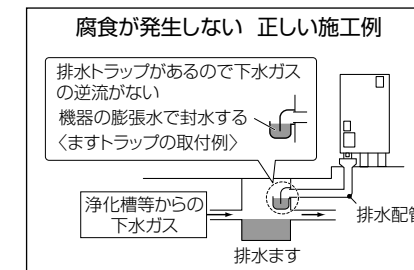 腐食が発生しない 正しい施工例
排水トラップがあるので下水ガス
の逆流がない
機器の膨張水で封水する
〈ますトラップの取付例〉
浄化槽等からの
下水ガス
排水配管
排水ます